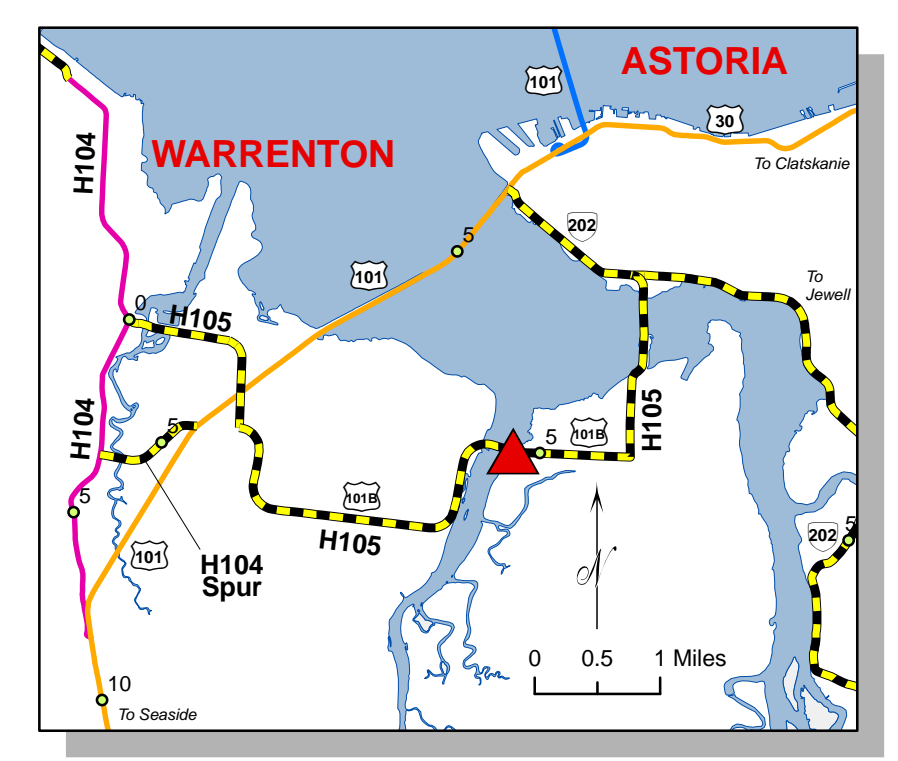 ASTORIA
101
30
To Clatskanie
H104
WARRENTON
202
5
101
To
Jewell
0
H105
H104
5
5
101B
H105
5
101B
H105
202
5
101
H104
Spur
N
0 0.5 1 Miles
10
To Seaside